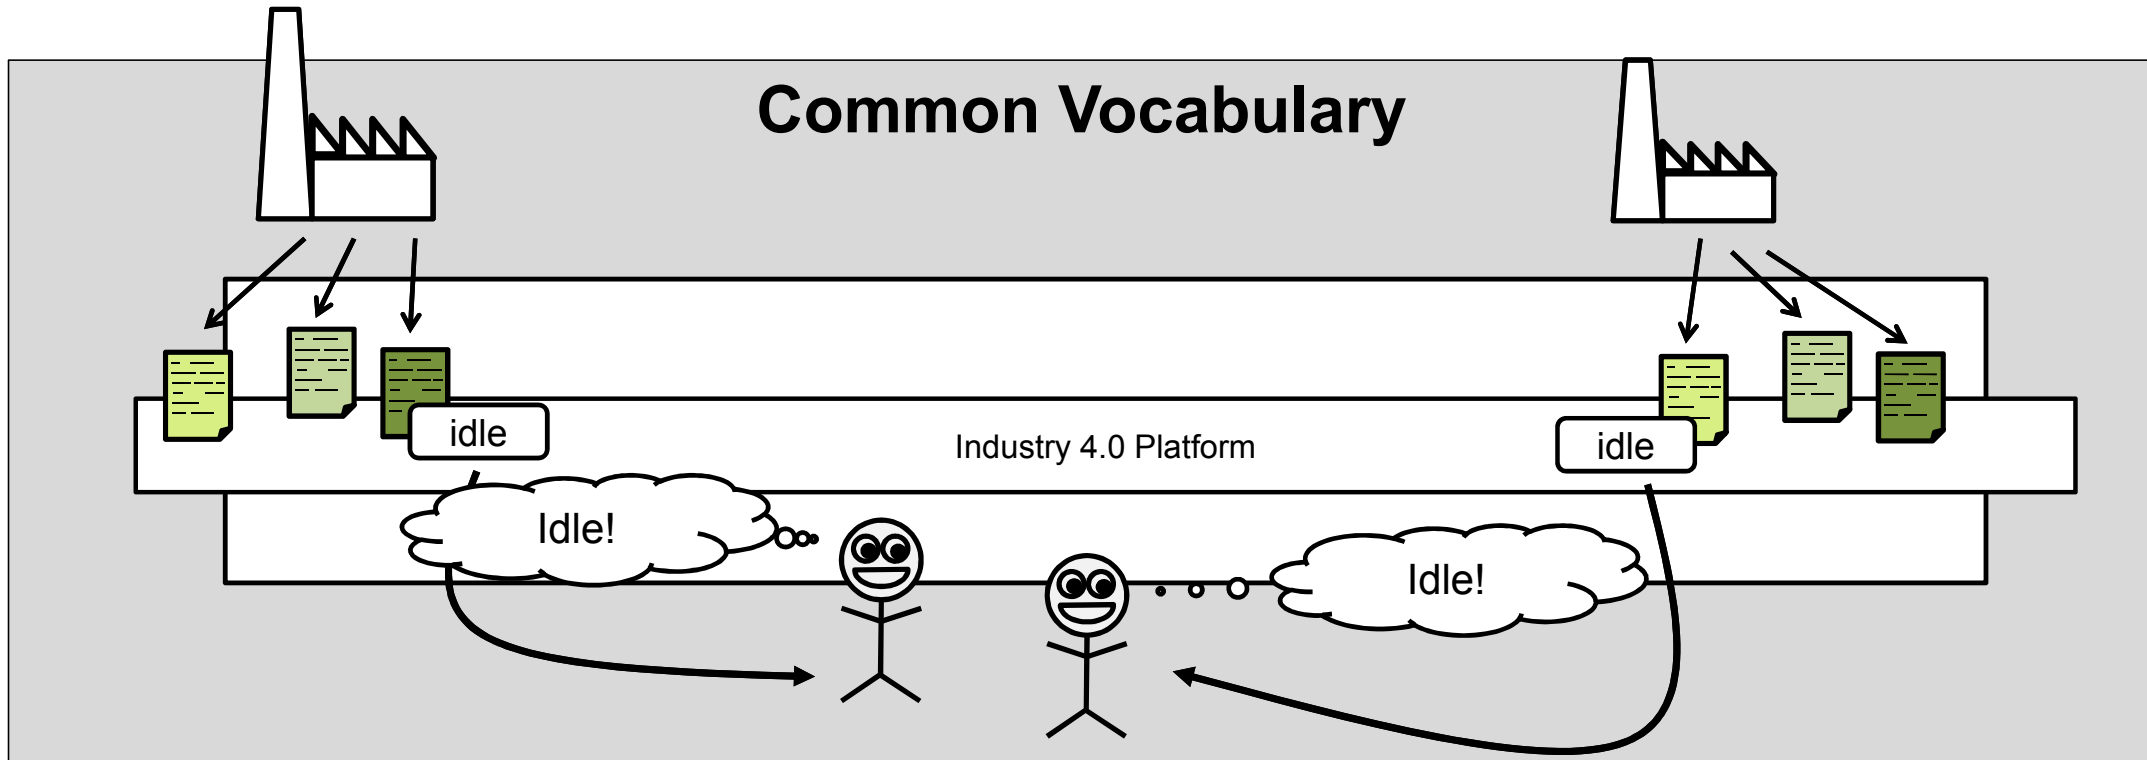 Common Vocabulary
idle
Industry 4.0 Platform
idle
Idle!
Idle!